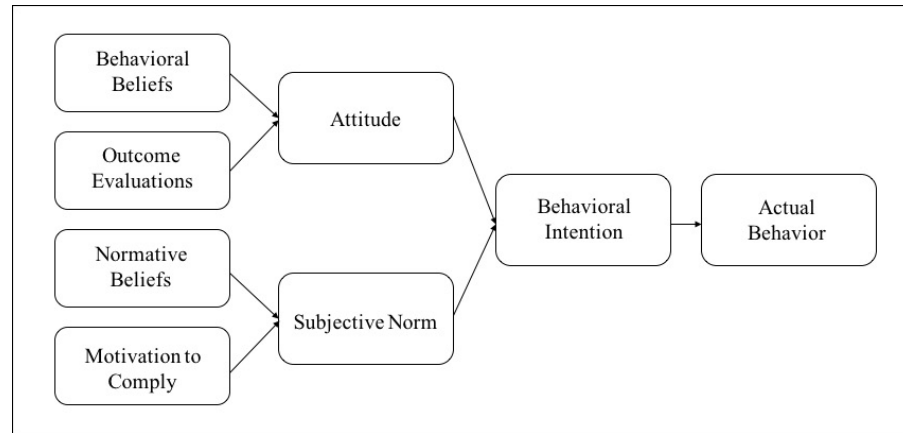 Behavioral
Beliefs
Outcome
Evaluations
Normative
Beliefs
Motivation to
Comply
Attitude
Subjective Norm
Behavioral
Intention
Actual
Behavior